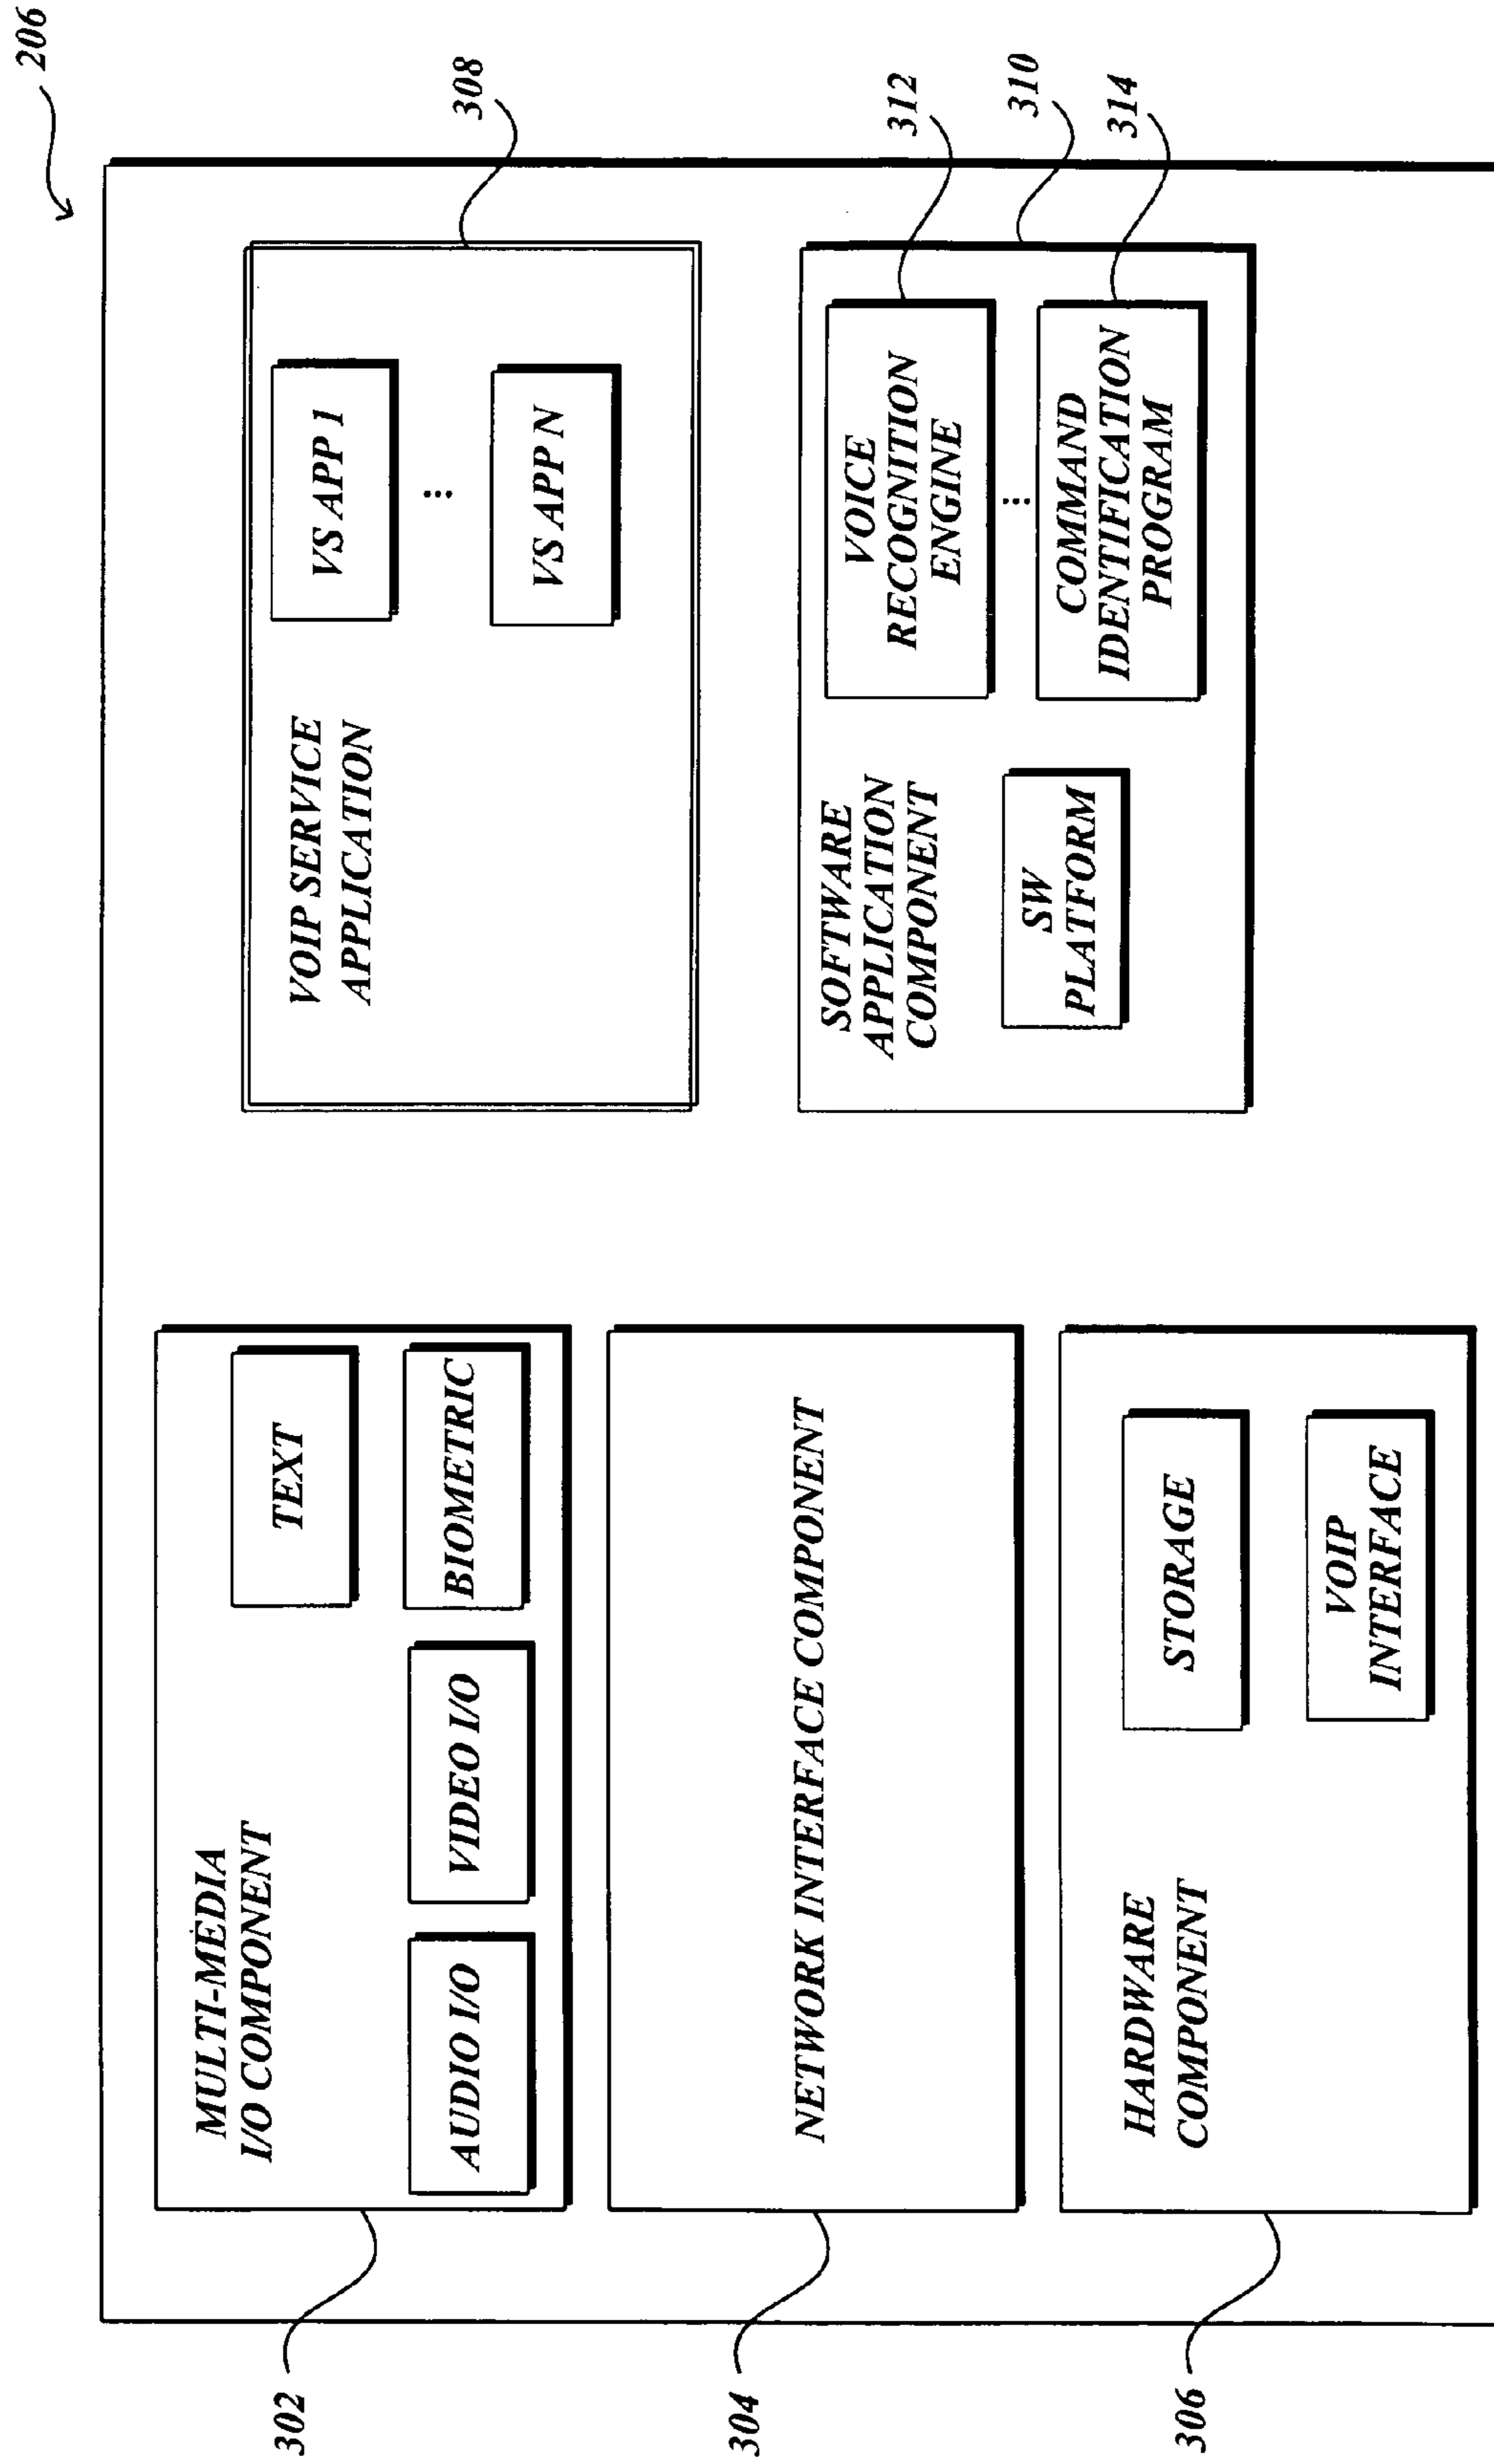 206
302
MULTI-MEDIA
I/O COMPONENT
TEXT
AUDIO I/O
VIDEO I/O
BIOMETRIC
304
NETWORK INTERFACE COMPONENT
306
HARDWARE
COMPONENT
STORAGE
VOIP
INTERFACE
308
VOIP SERVICE
APPLICATION
VS APP 1
...
VS APP N
310
SOFTWARE
APPLICATION
COMPONENT
SW
PLATFORM
312
VOICE
RECOGNITION
ENGINE
...
314
COMMAND
IDENTIFICATION
PROGRAM